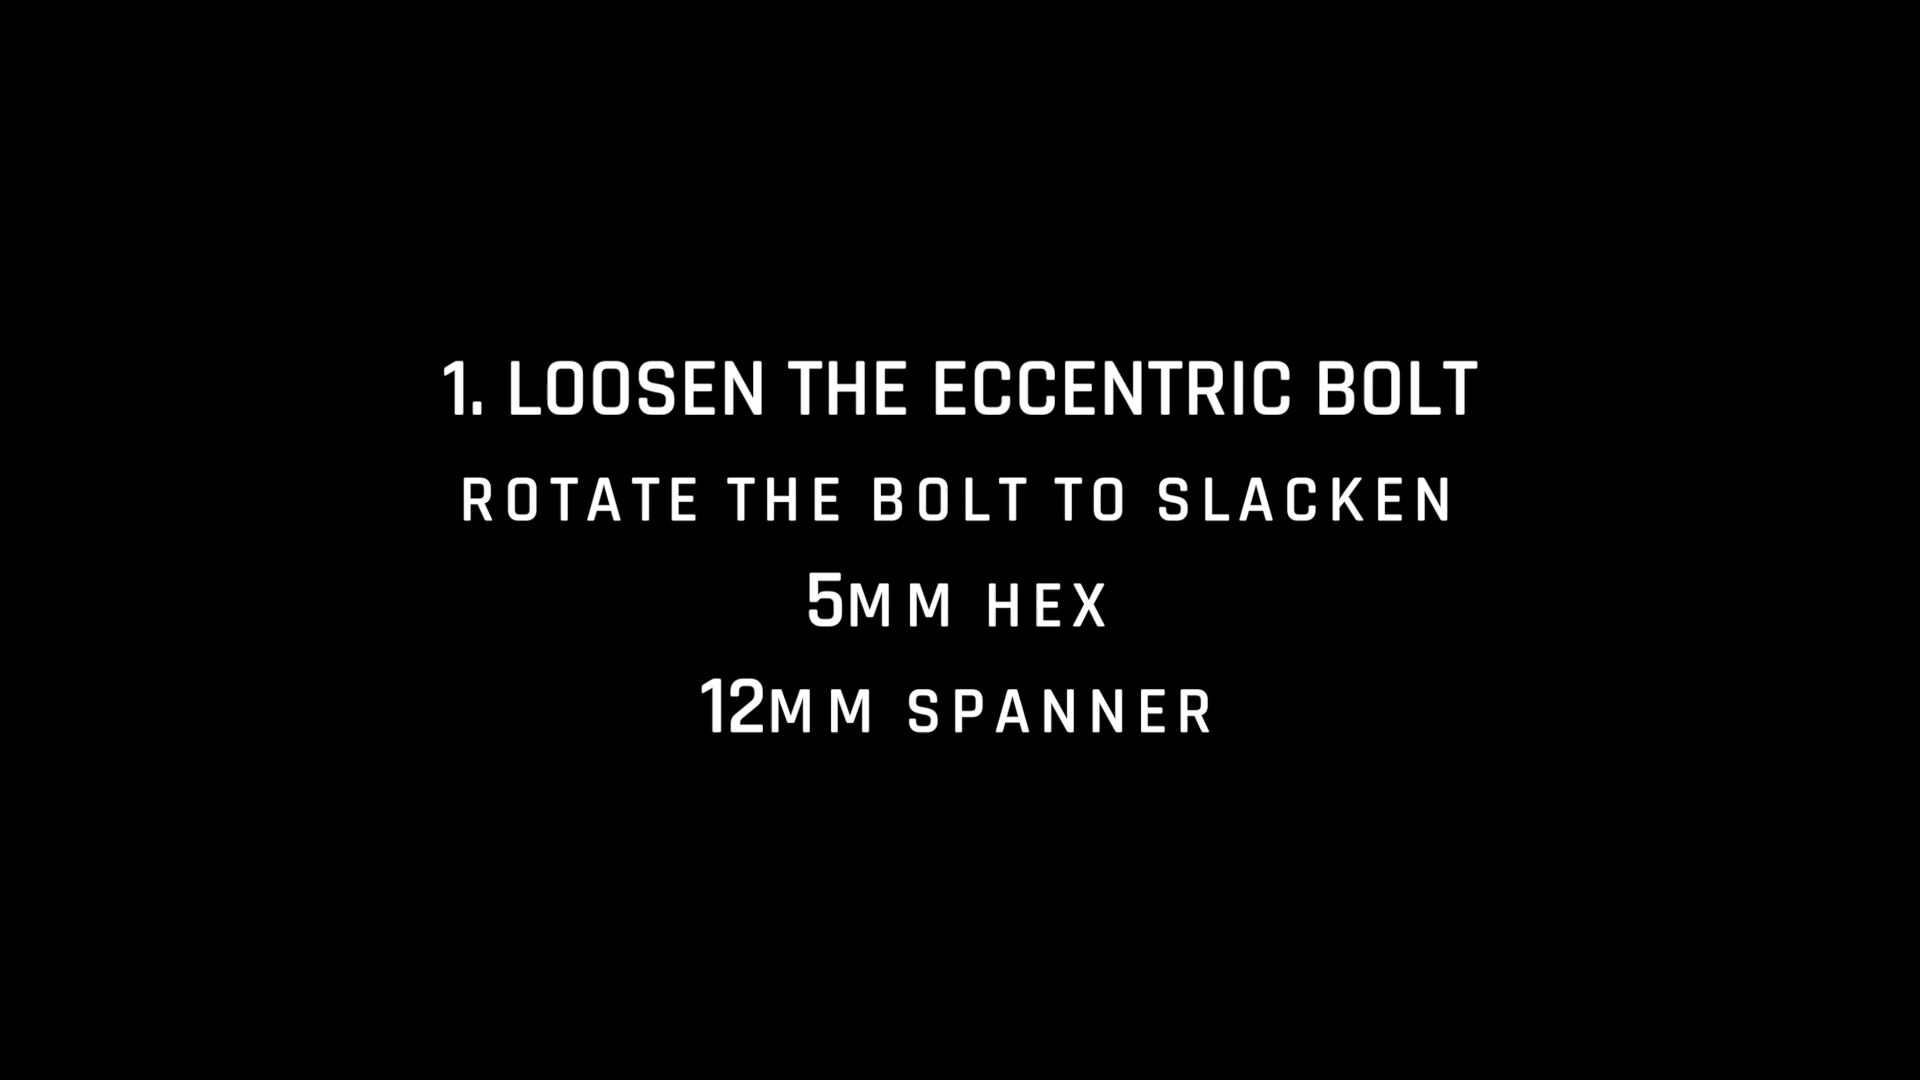 1. LOOSEN THE ECCENTRIC BOLT
ROTATE THE BOLT TO SLACKEN
5MM HEX
12MM SPANNER